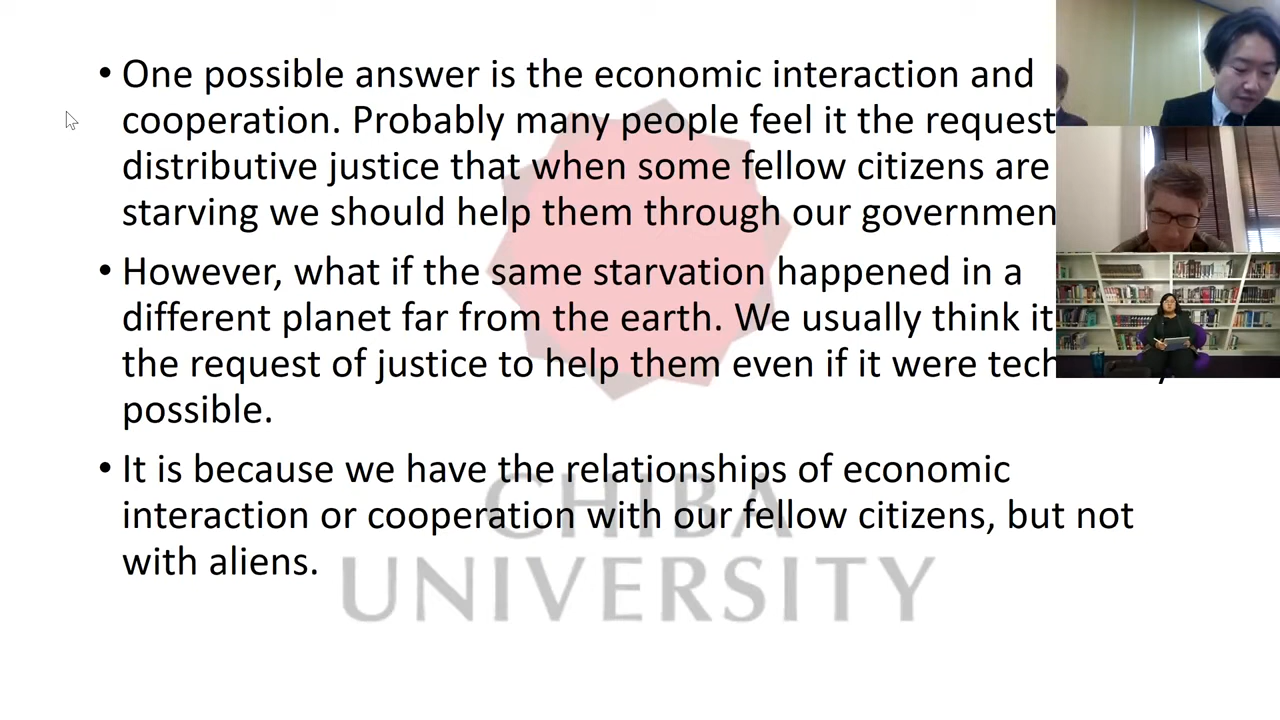 • One possible answer is the economic interaction and
cooperation. Probably many people feel it the request
distributive justice that when some fellow citizens are
starving we should help them through our
• However, what if the same starvation happened in a
different planet far from the earth. We usually think it
the request of justice to help them even if it were
possible.
• It is because we have the relationships of economic
interaction or cooperation with our fellow citizens, but not
with aliens.
CHIBA
UNIVERSITY